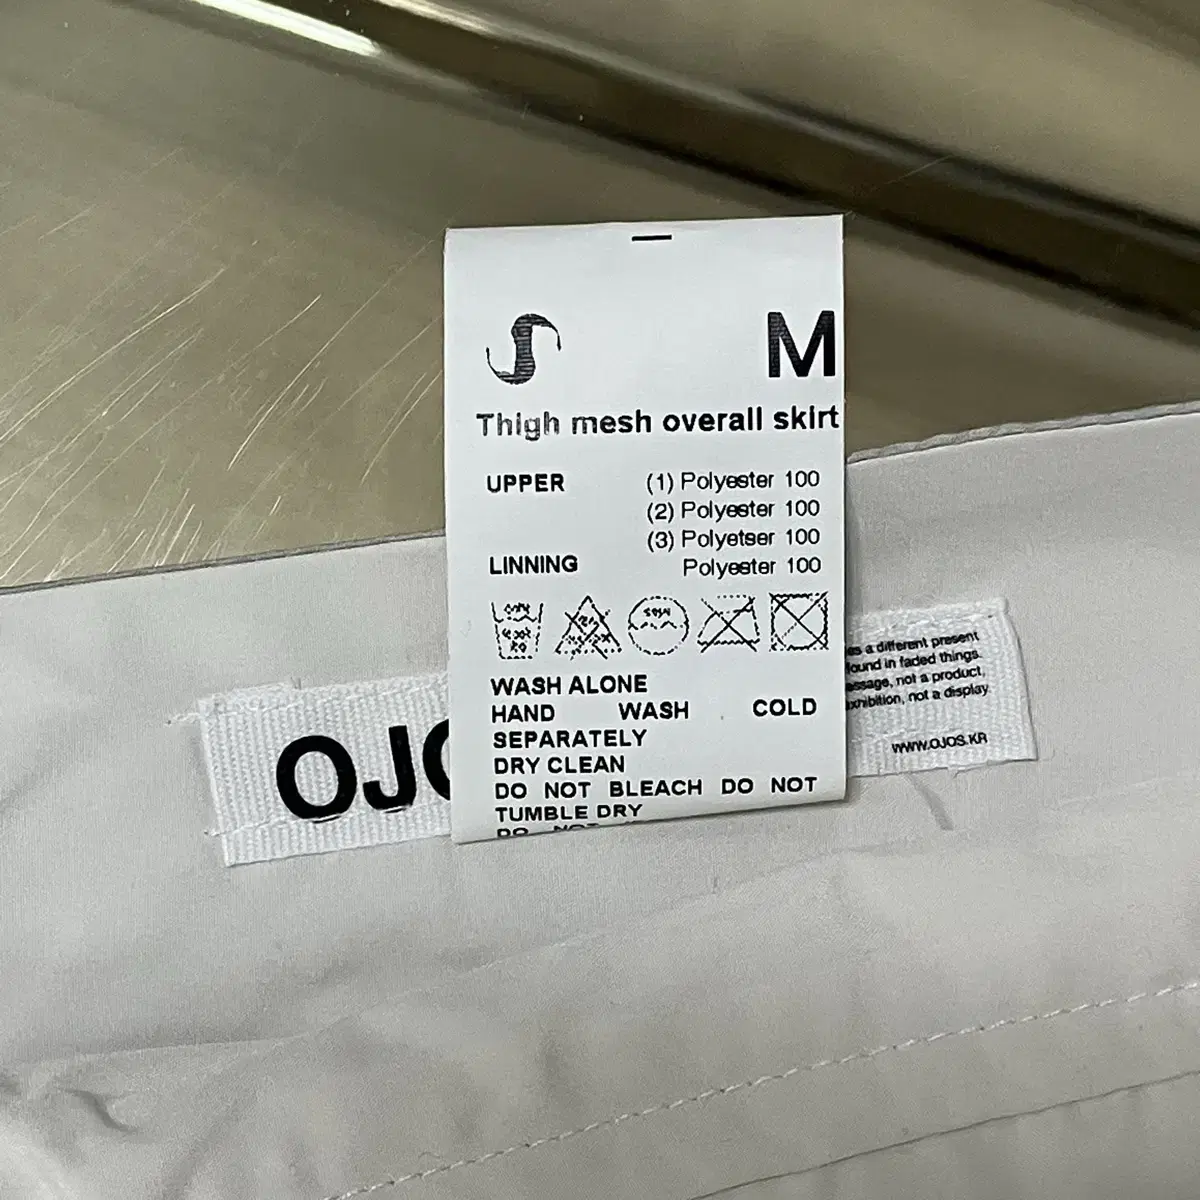 M
Thigh mesh overall skirt
UPPER (1) Polyester 100
(2) Polyester 100
(3) Polyetser 100
LINNING Polyester 100
WASH ALONE
HAND WASH COLD
SEPARATELY
DRY CLEAN
DO NOT BLEACH DO NOT
TUMBLE DRY
DO NOT
OJO
a different present
found in faded things.
not a product,
not a display
WWW.OJOS.KR